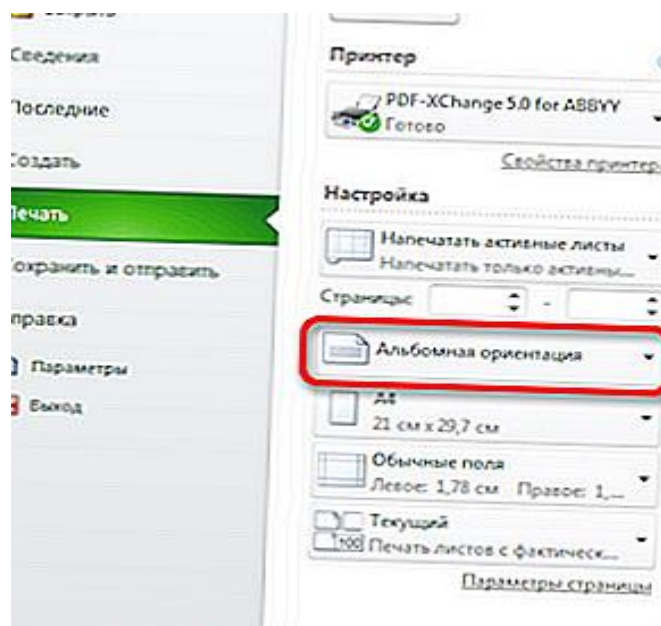 Сведения
Последние
Создать
Печать
Сохранить и отправить
Справка
Параметры
Выход
Принтер
PDF-XChange 5.0 for ABBYY
Готово
Свойства принтера
Настройка
Напечатать активные листы
Напечатать только активны...
Страницы: -
Альбомная ориентация
A4
21 см x 29,7 см
Обычные поля
Левое: 1,78 см Правое: 1,...
Текущий
100 Печать листов с фактическ...
Параметры страницы